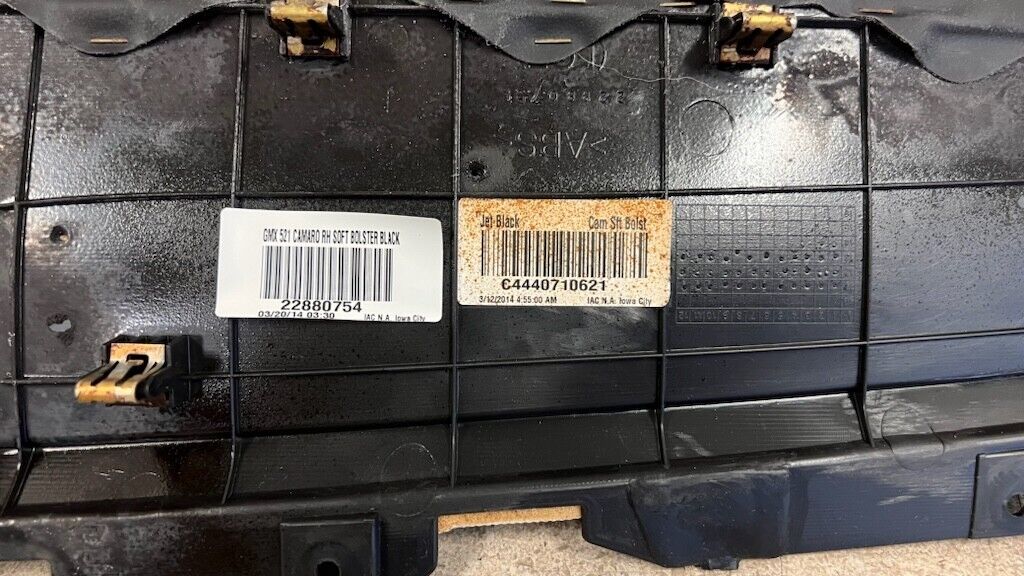 >ABS<
GMX 521 CAMARO RH SOFT BOLSTER BLACK
22880754
03/20/14 03:30 IAC N.A. Iowa City
Jet Black Cam Sft Bolst
C4440710621
3/12/2014 4:55:00 AM IAC N.A. Iowa City